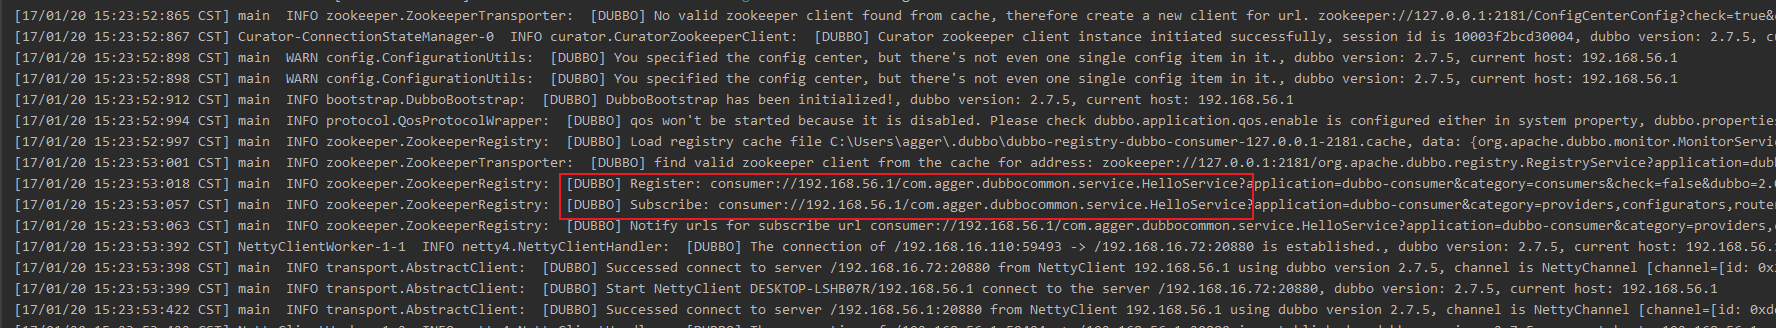 [17/01/20 15:23:52:865 CST] main  INFO zookeeper.ZookeeperTransporter:  [DUBBO] No valid zookeeper client found from cache, therefore create a new client for url. zookeeper://127.0.0.1:2181/ConfigCenterConfig?check=true&
[17/01/20 15:23:52:867 CST] Curator-ConnectionStateManager-0  INFO curator.CuratorZookeeperClient:  [DUBBO] Curator zookeeper client instance initiated successfully, session id is 10003f2bcd30004, dubbo version: 2.7.5, cu
[17/01/20 15:23:52:898 CST] main  WARN config.ConfigurationUtils:  [DUBBO] You specified the config center, but there's not even one single config item in it., dubbo version: 2.7.5, current host: 192.168.56.1
[17/01/20 15:23:52:898 CST] main  WARN config.ConfigurationUtils:  [DUBBO] You specified the config center, but there's not even one single config item in it., dubbo version: 2.7.5, current host: 192.168.56.1
[17/01/20 15:23:52:912 CST] main  INFO bootstrap.DubboBootstrap:  [DUBBO] DubboBootstrap has been initialized!, dubbo version: 2.7.5, current host: 192.168.56.1
[17/01/20 15:23:52:994 CST] main  INFO protocol.QosProtocolWrapper:  [DUBBO] qos won't be started because it is disabled. Please check dubbo.application.qos.enable is configured either in system property, dubbo.properties
[17/01/20 15:23:52:997 CST] main  INFO zookeeper.ZookeeperRegistry:  [DUBBO] Load registry cache file C:\Users\agger\.dubbo\dubbo-registry-dubbo-consumer-127.0.0.1-2181.cache, data: {org.apache.dubbo.monitor.MonitorServic
[17/01/20 15:23:53:001 CST] main  INFO zookeeper.ZookeeperTransporter:  [DUBBO] find valid zookeeper client from the cache for address: zookeeper://127.0.0.1:2181/org.apache.dubbo.registry.RegistryService?application=dubb
[17/01/20 15:23:53:018 CST] main  INFO zookeeper.ZookeeperRegistry:  [DUBBO] Register: consumer://192.168.56.1/com.agger.dubbocommon.service.HelloService?application=dubbo-consumer&category=consumers&check=false&dubbo=2.0
[17/01/20 15:23:53:057 CST] main  INFO zookeeper.ZookeeperRegistry:  [DUBBO] Subscribe: consumer://192.168.56.1/com.agger.dubbocommon.service.HelloService?application=dubbo-consumer&category=providers,configurators,router
[17/01/20 15:23:53:063 CST] main  INFO zookeeper.ZookeeperRegistry:  [DUBBO] Notify urls for subscribe url consumer://192.168.56.1/com.agger.dubbocommon.service.HelloService?application=dubbo-consumer&category=providers,c
[17/01/20 15:23:53:392 CST] NettyClientWorker-1-1  INFO netty4.NettyClientHandler:  [DUBBO] The connection of /192.168.16.110:59493 -> /192.168.16.72:20880 is established., dubbo version: 2.7.5, current host: 192.168.56.
[17/01/20 15:23:53:398 CST] main  INFO transport.AbstractClient:  [DUBBO] Successed connect to server /192.168.16.72:20880 from NettyClient 192.168.56.1 using dubbo version 2.7.5, channel is NettyChannel [channel=[id: 0x
[17/01/20 15:23:53:399 CST] main  INFO transport.AbstractClient:  [DUBBO] Start NettyClient DESKTOP-LSHB07R/192.168.56.1 connect to the server /192.168.16.72:20880, dubbo version: 2.7.5, current host: 192.168.56.1
[17/01/20 15:23:53:422 CST] main  INFO transport.AbstractClient:  [DUBBO] Successed connect to server /192.168.56.1:20880 from NettyClient 192.168.56.1 using dubbo version 2.7.5, channel is NettyChannel [channel=[id: 0xd